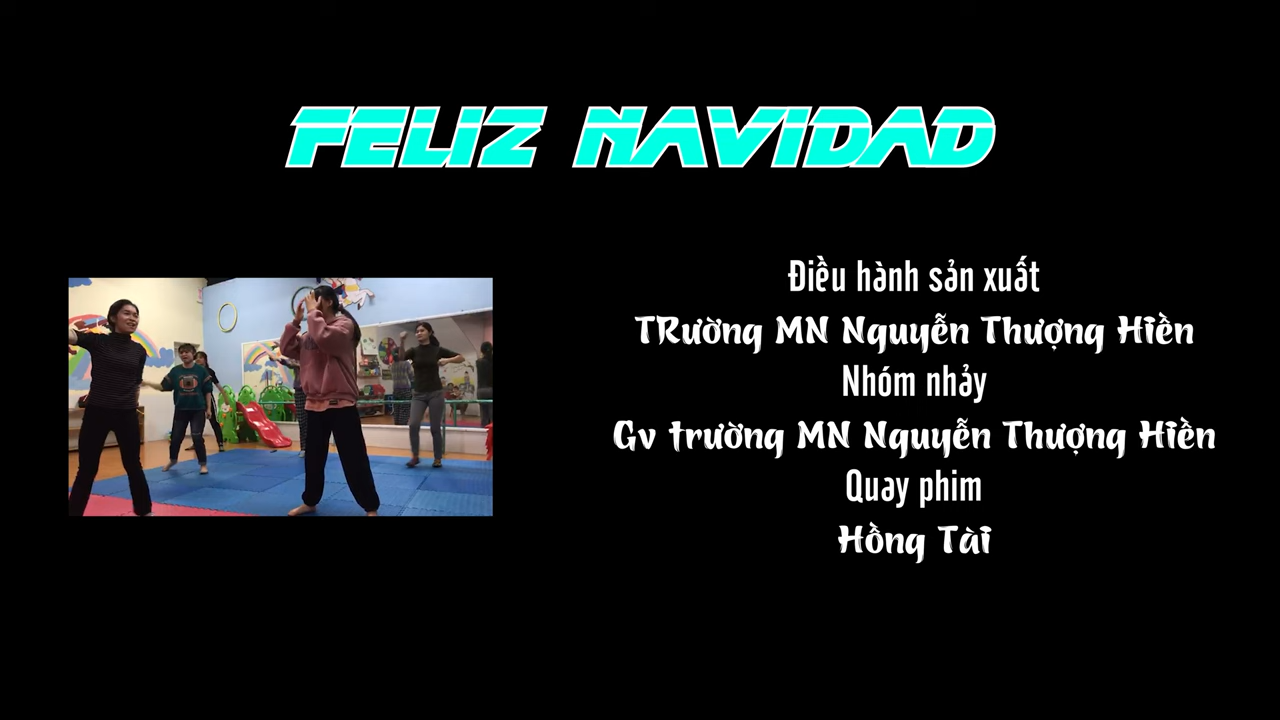 FELIZ NAVIDAD
Điều hành sản xuất
TRường MN Nguyễn Thượng Hiền
Nhóm nhảy
Gv trường MN Nguyễn Thượng Hiền
Quay phim
Hồng Tài